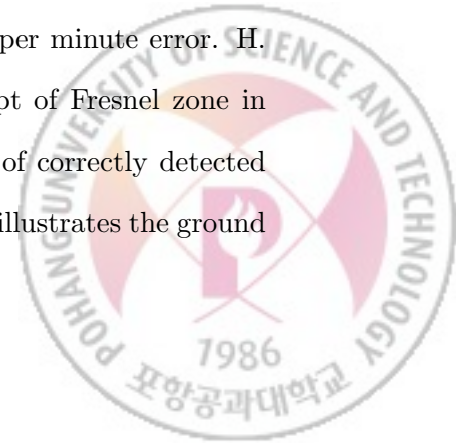 per minute error. H.
pt of Fresnel zone in
of correctly detected
illustrates the ground
POHANG UNIVERSITY OF SCIENCE AND TECHNOLOGY
1986
포항공과대학교